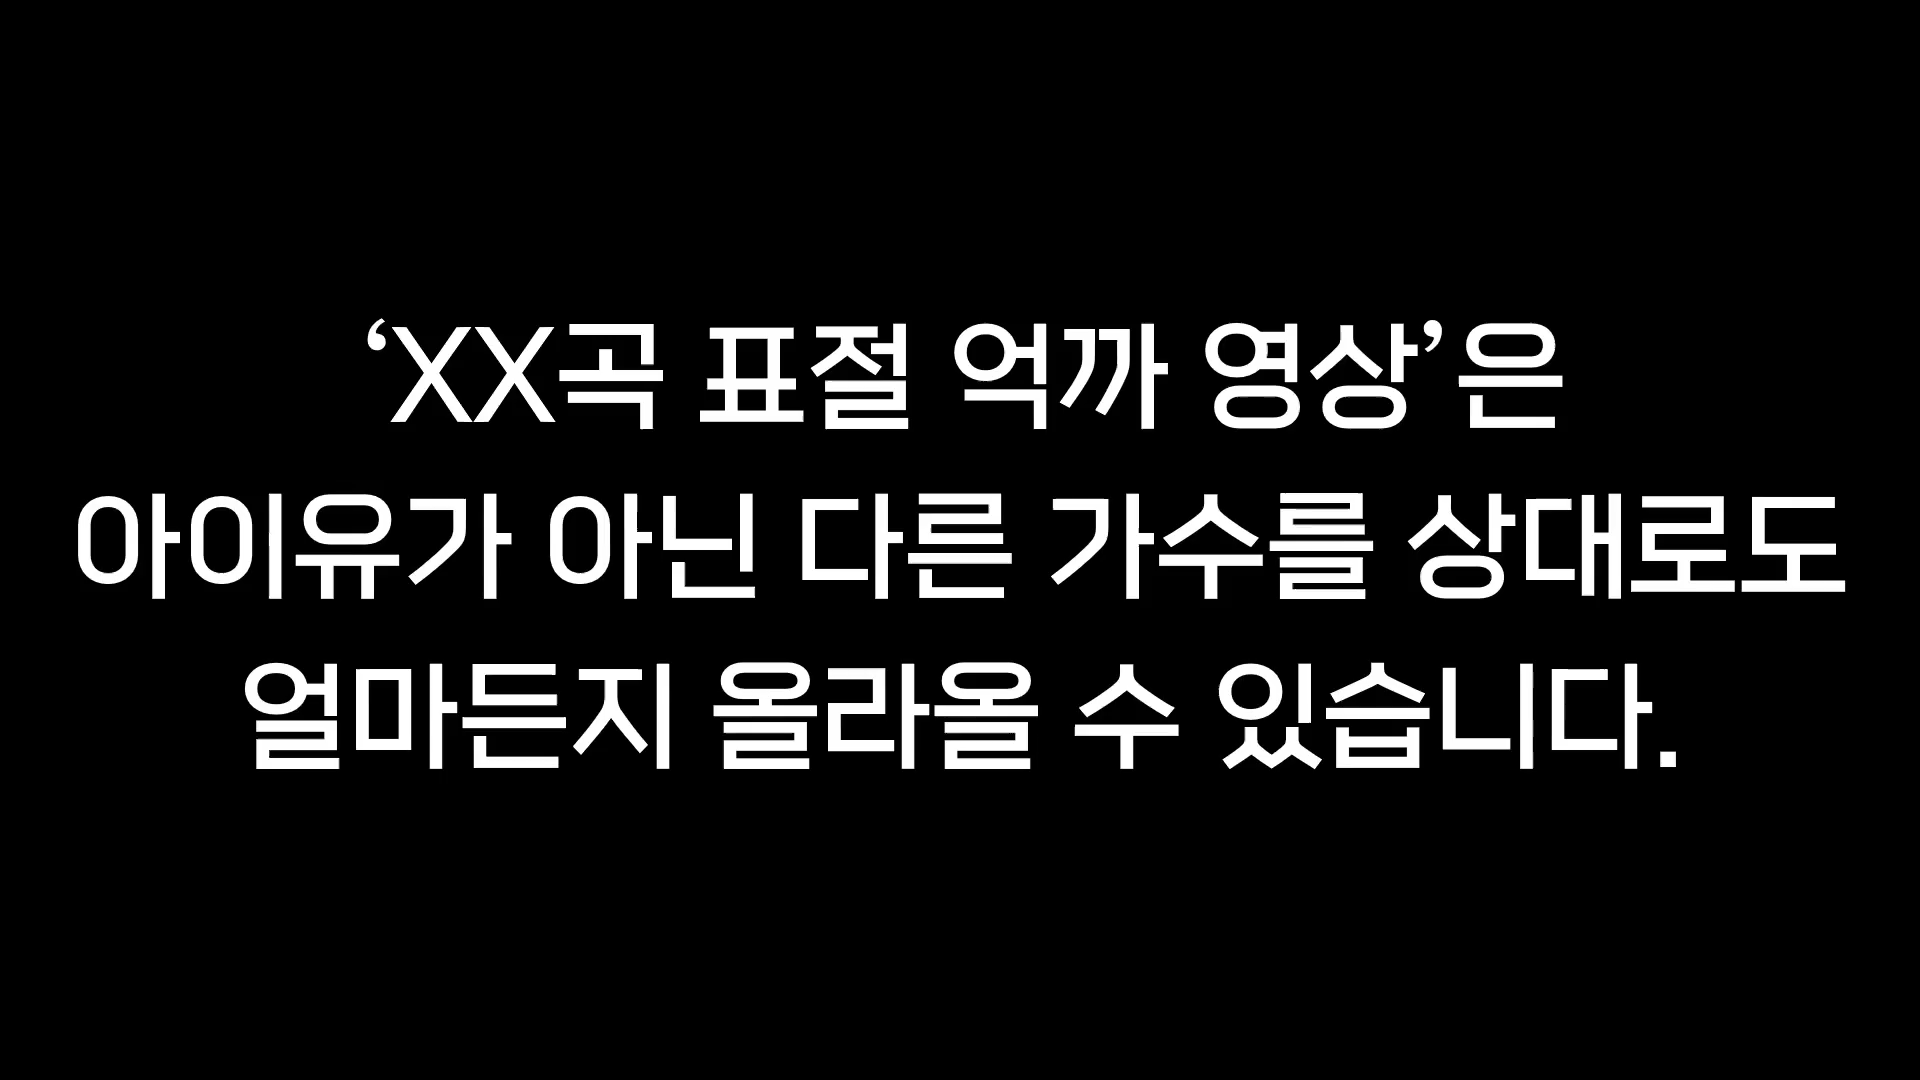 ‘XX곡 표절 억까 영상’은
아이유가 아닌 다른 가수를 상대로도
얼마든지 올라올 수 있습니다.